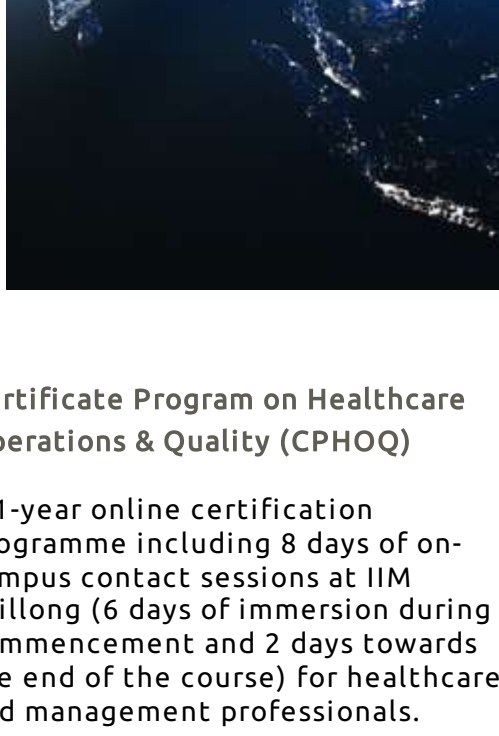 rtificate Program on Healthcare
erations & Quality (CPHOQ)
1-year online certification
ogramme including 8 days of on-
mpus contact sessions at IIM
illong (6 days of immersion during
mmencement and 2 days towards
e end of the course) for healthcare
d management professionals.